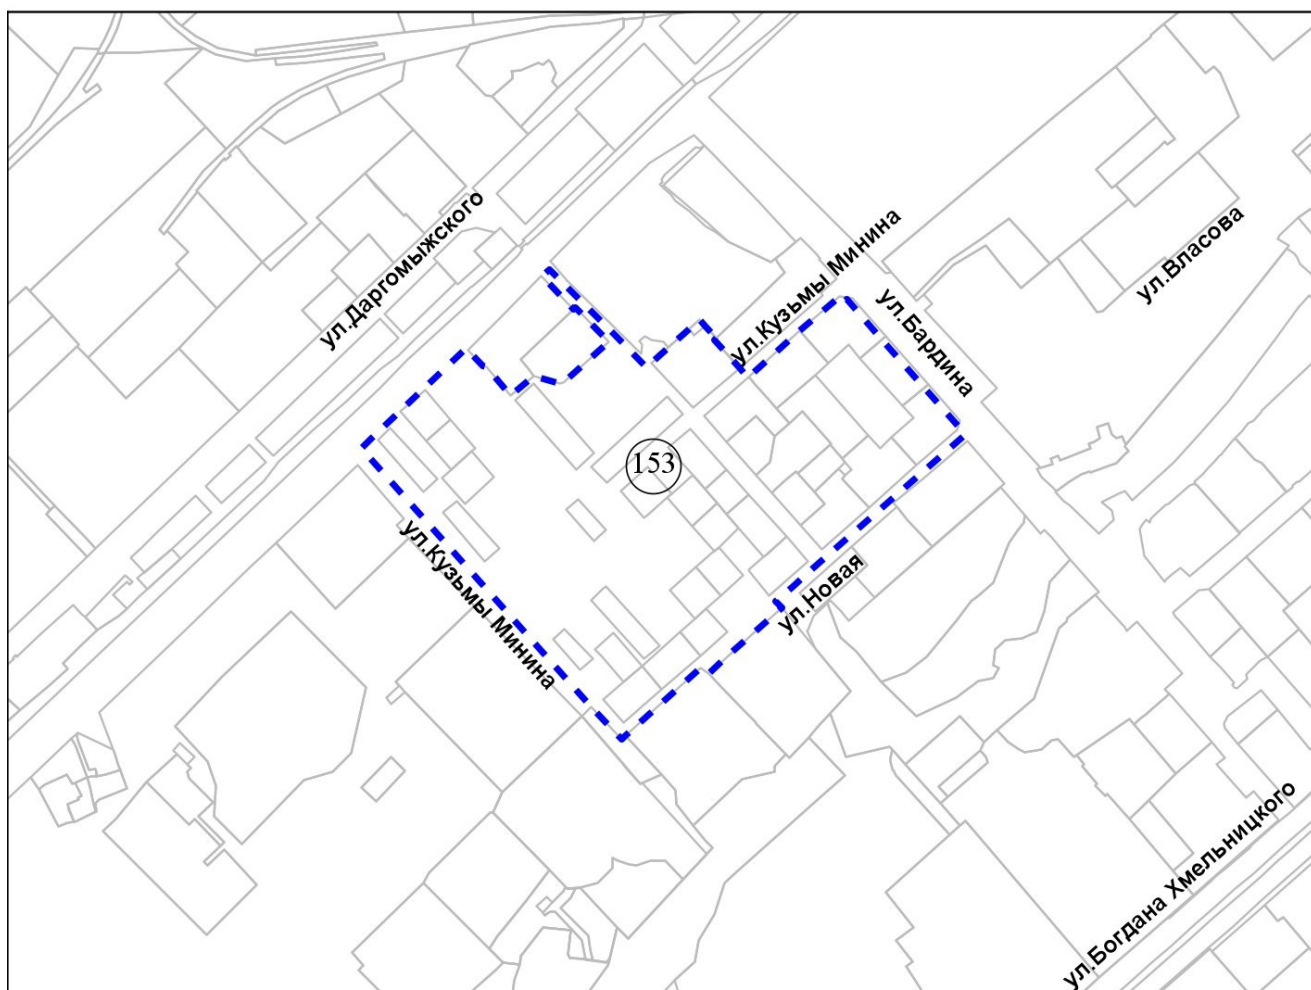 ул.Даргомыжского
ул.Кузьмы Минина
ул.Власова
ул.Бардина
153
ул.Кузьмы Минина
ул.Новая
ул.Богдана Хмельницкого